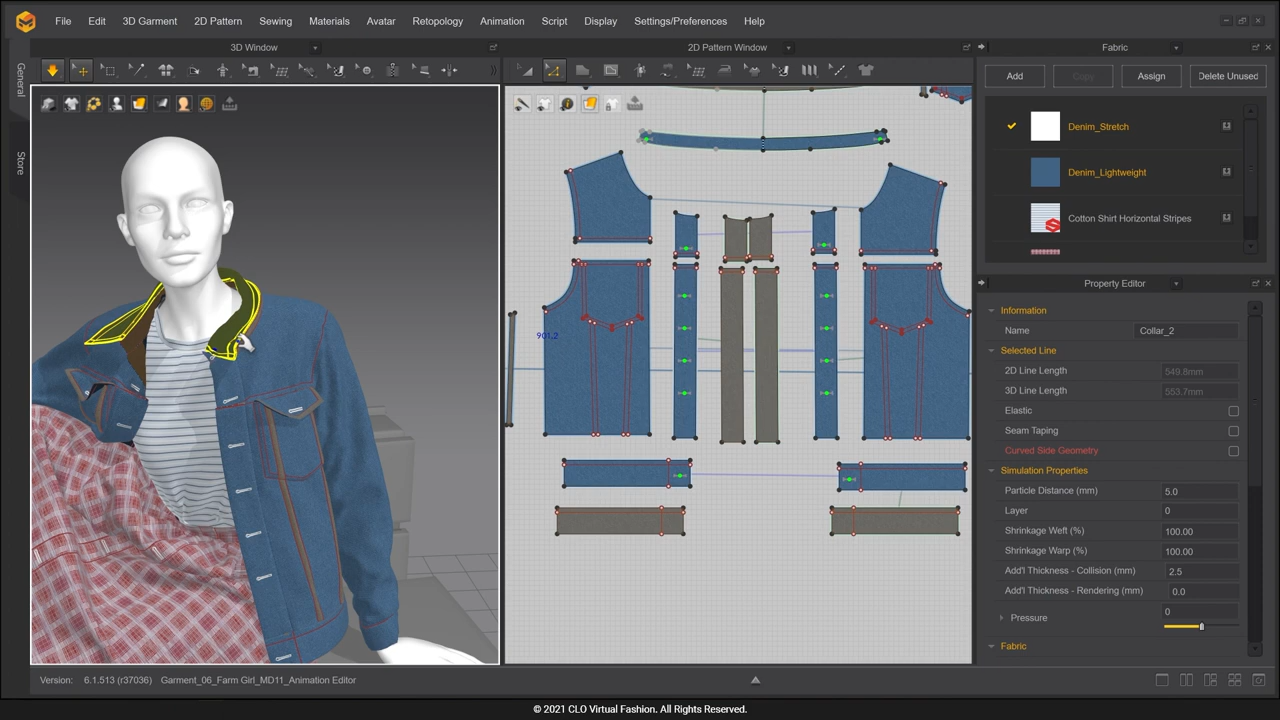 File Edit 3D Garment 2D Pattern Sewing Materials Avatar Retopology Animation Script Display Settings/Preferences Help
General
Store
3D Window
2D Pattern Window
901.2
Fabric
Add Copy Assign Delete Unused
Denim_Stretch
Denim_Lightweight
Cotton Shirt Horizontal Stripes
Property Editor
Information
Name Collar_2
Selected Line
2D Line Length 549.8mm
3D Line Length 553.7mm
Elastic
Seam Taping
Curved Side Geometry
Simulation Properties
Particle Distance (mm) 5.0
Layer 0
Shrinkage Weft (%) 100.00
Shrinkage Warp (%) 100.00
Add'l Thickness - Collision (mm) 2.5
Add'l Thickness - Rendering (mm) 0.0
Pressure 0
Fabric
Version: 6.1.513 (r37036) Garment_06_Farm Girl_MD11_Animation Editor
© 2021 CLO Virtual Fashion. All Rights Reserved.